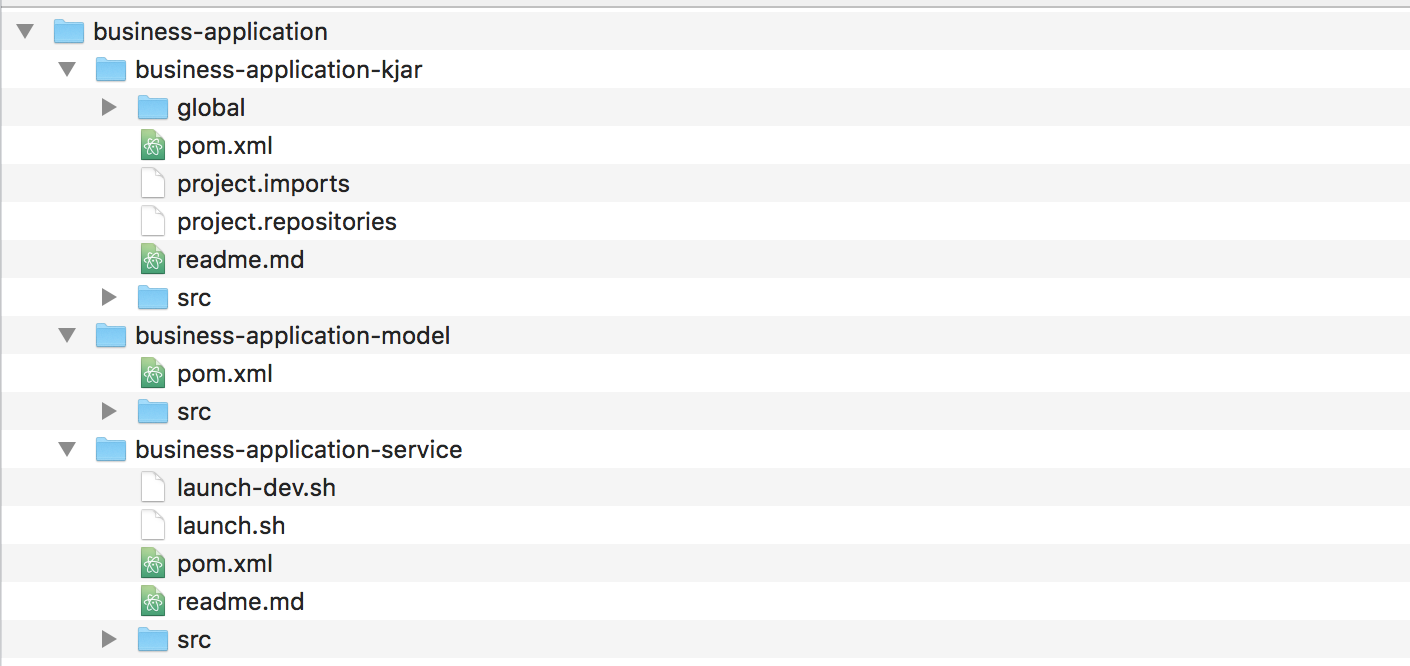 business-application
business-application-kjar
global
pom.xml
project.imports
project.repositories
readme.md
src
business-application-model
pom.xml
src
business-application-service
launch-dev.sh
launch.sh
pom.xml
readme.md
src